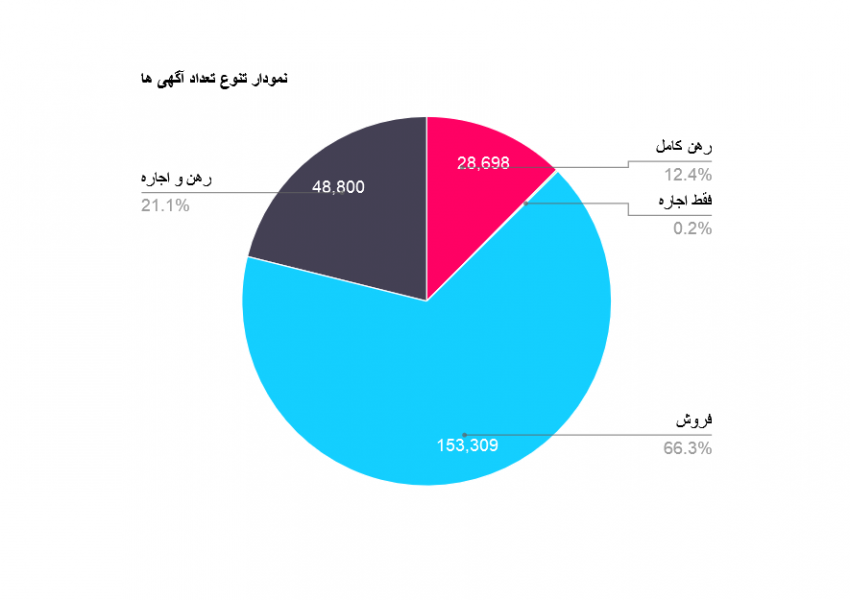 نمودار تنوع تعداد آگهی ها
رهن کامل
12.4%
28,698
فقط اجاره
0.2%
رهن و اجاره
21.1%
48,800
فروش
66.3%
153,309